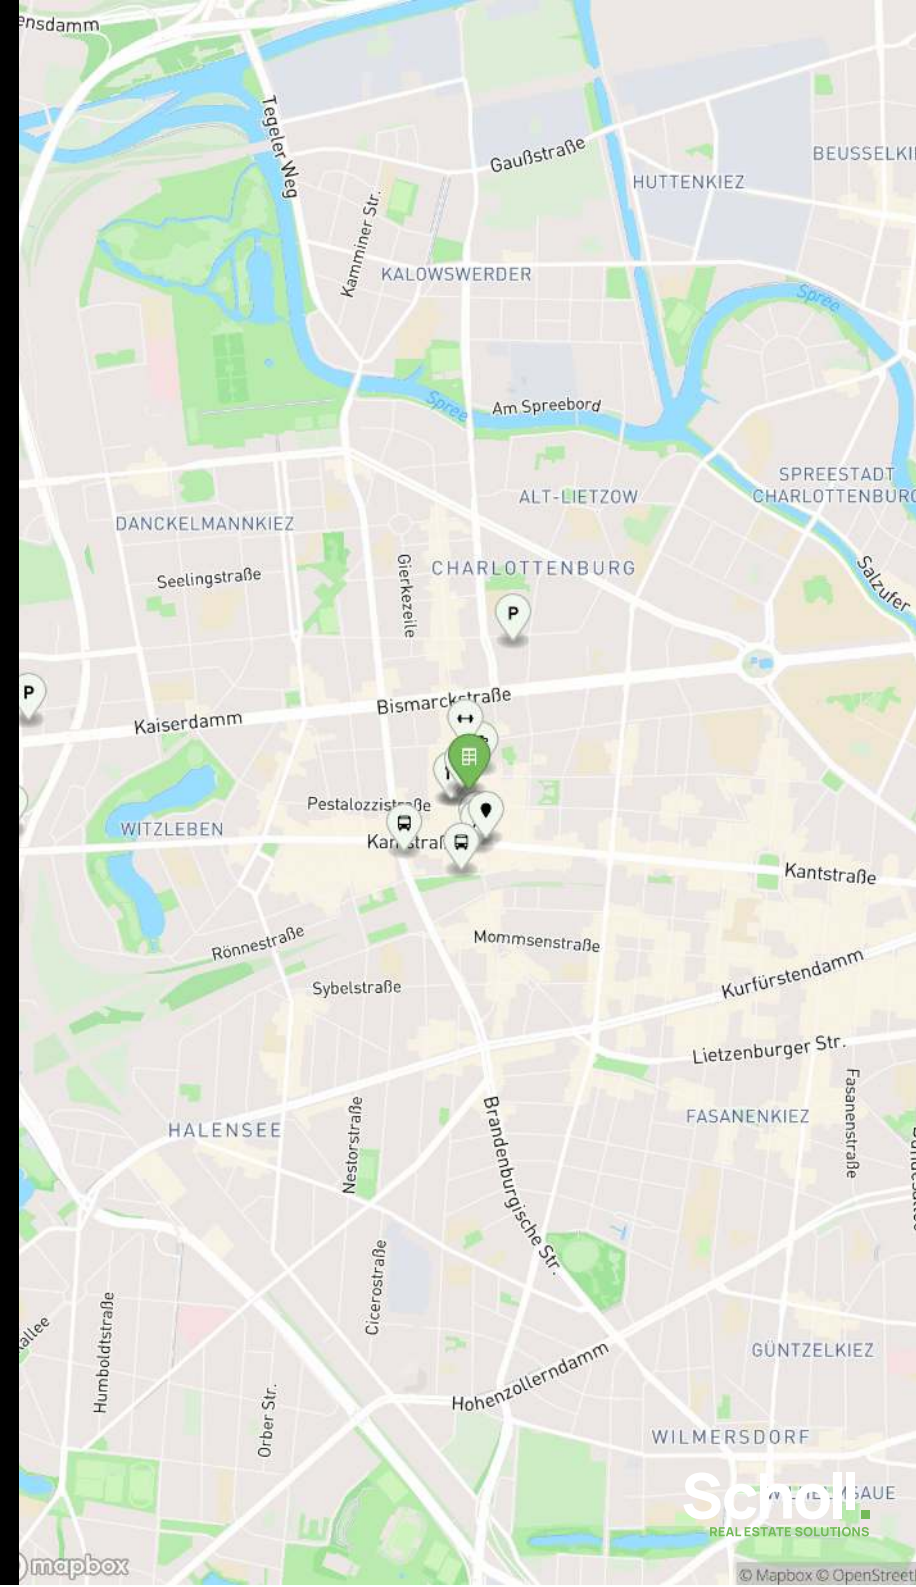 ensdamm
Tegeler Weg
Gaußstraße
BEUSSELKI
HUTTENKIEZ
Kamminer Str.
KALOWSWERDER
Spree
Spree
Am Spreebord
SPREESTADT
CHARLOTTENBURG
ALT-LIETZOW
DANCKELMANNKIEZ
CHARLOTTENBURG
Seelingstraße
Gierkezeile
Salzufer
P
P
Bismarckstraße
Kaiserdamm
Pestalozzistraße
WITZLEBEN
Kantstraße
Rönnestraße
Mommsenstraße
Sybelstraße
Kurfürstendamm
Lietzenburger Str.
Fasanenstraße
Nestorstraße
Brandenburgische Str.
FASANENKIEZ
HALENSEE
Cicerostraße
allee
Humboldtstraße
GÜNTZELKIEZ
Hohenzollerndamm
Orber Str.
WILMERSDORF
Scholl.
REAL ESTATE SOLUTIONS
mapbox
© Mapbox © OpenStreet